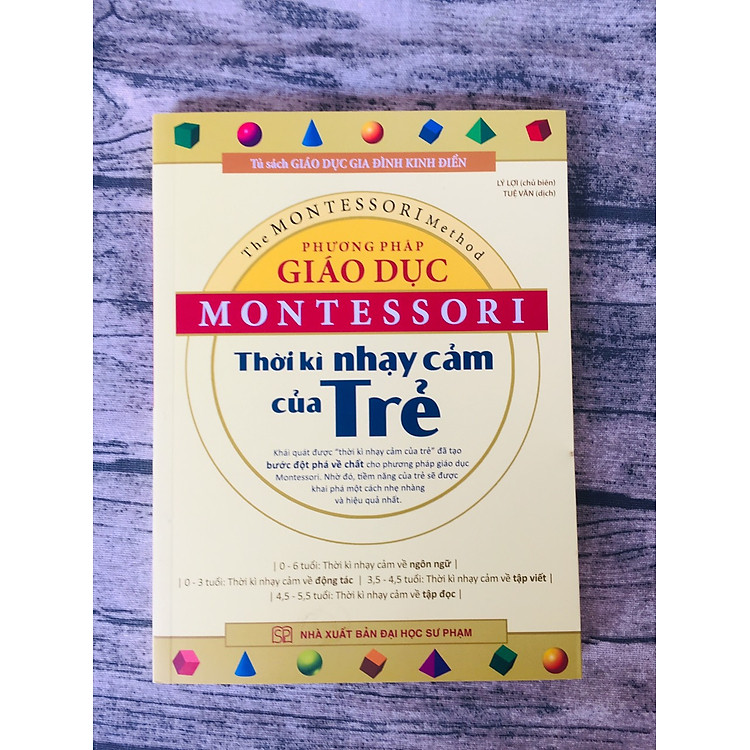 Tủ sách GIÁO DỤC GIA ĐÌNH KINH ĐIỂN
LÝ LỢI (chủ biên)
TUỆ VĂN (dịch)
The MONTESSORI Method
PHƯƠNG PHÁP
GIÁO DỤC
MONTESSORI
Thời kì nhạy cảm
của Trẻ
Khái quát được "thời kì nhạy cảm của trẻ" đã tạo
bước đột phá về chất cho phương pháp giáo dục
Montessori. Nhờ đó, tiềm năng của trẻ sẽ được
khai phá một cách nhẹ nhàng
và hiệu quả nhất.
| 0 - 6 tuổi: Thời kì nhạy cảm về ngôn ngữ |
| 0 - 3 tuổi: Thời kì nhạy cảm về động tác | 3,5 - 4,5 tuổi: Thời kì nhạy cảm về tập viết |
| 4,5 - 5,5 tuổi: Thời kì nhạy cảm về tập đọc |
SP NHÀ XUẤT BẢN ĐẠI HỌC SƯ PHẠM